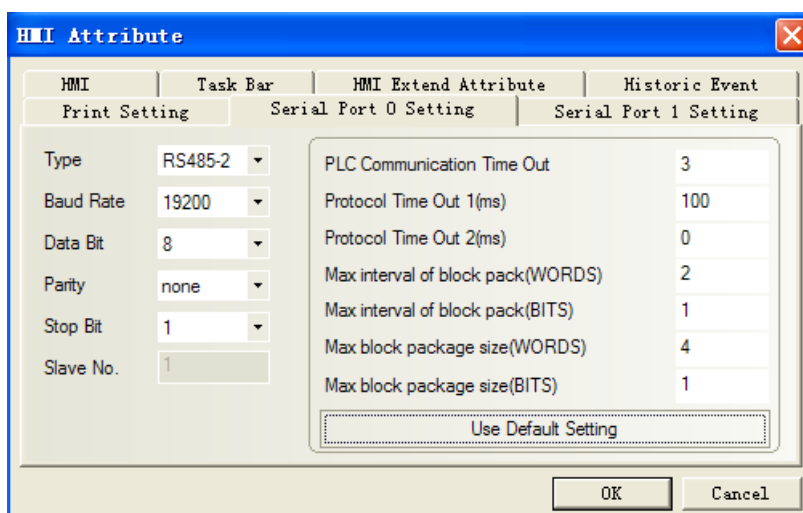 HMI Attribute
HMI Task Bar HMI Extend Attribute Historic Event
Print Setting Serial Port 0 Setting Serial Port 1 Setting
Type RS485-2
Baud Rate 19200
Data Bit 8
Parity none
Stop Bit 1
Slave No. 1
PLC Communication Time Out 3
Protocol Time Out 1(ms) 100
Protocol Time Out 2(ms) 0
Max interval of block pack(WORDS) 2
Max interval of block pack(BITS) 1
Max block package size(WORDS) 4
Max block package size(BITS) 1
Use Default Setting
OK Cancel